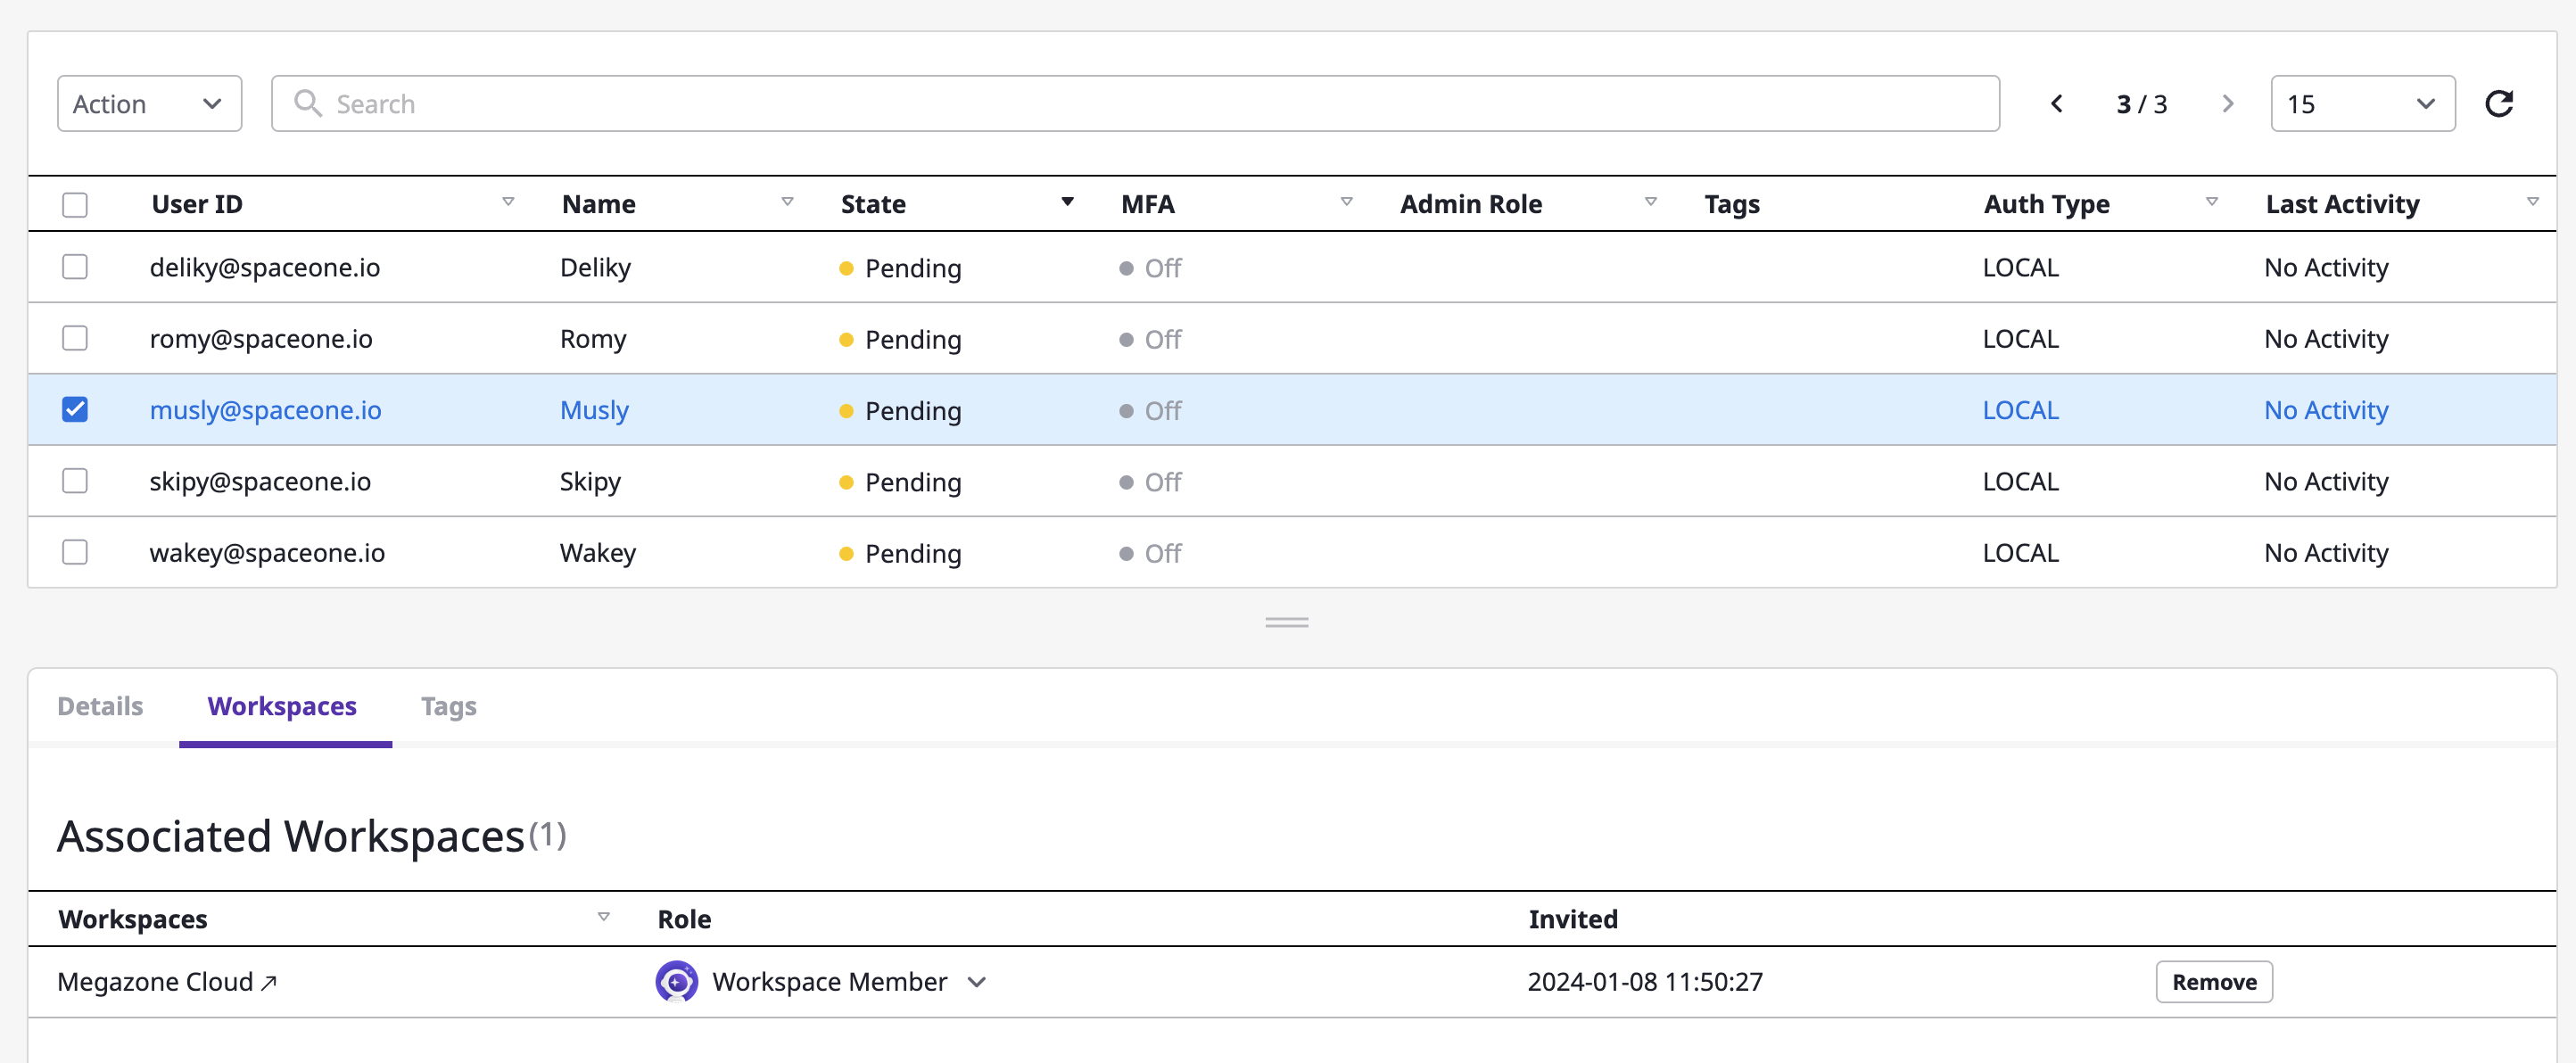 Action Search 3 / 3 15
User ID Name State MFA Admin Role Tags Auth Type Last Activity
deliky@spaceone.io Deliky Pending Off LOCAL No Activity
romy@spaceone.io Romy Pending Off LOCAL No Activity
musly@spaceone.io Musly Pending Off LOCAL No Activity
skipy@spaceone.io Skipy Pending Off LOCAL No Activity
wakey@spaceone.io Wakey Pending Off LOCAL No Activity
Details Workspaces Tags
Associated Workspaces (1)
Workspaces Role Invited
Megazone Cloud Workspace Member 2024-01-08 11:50:27 Remove